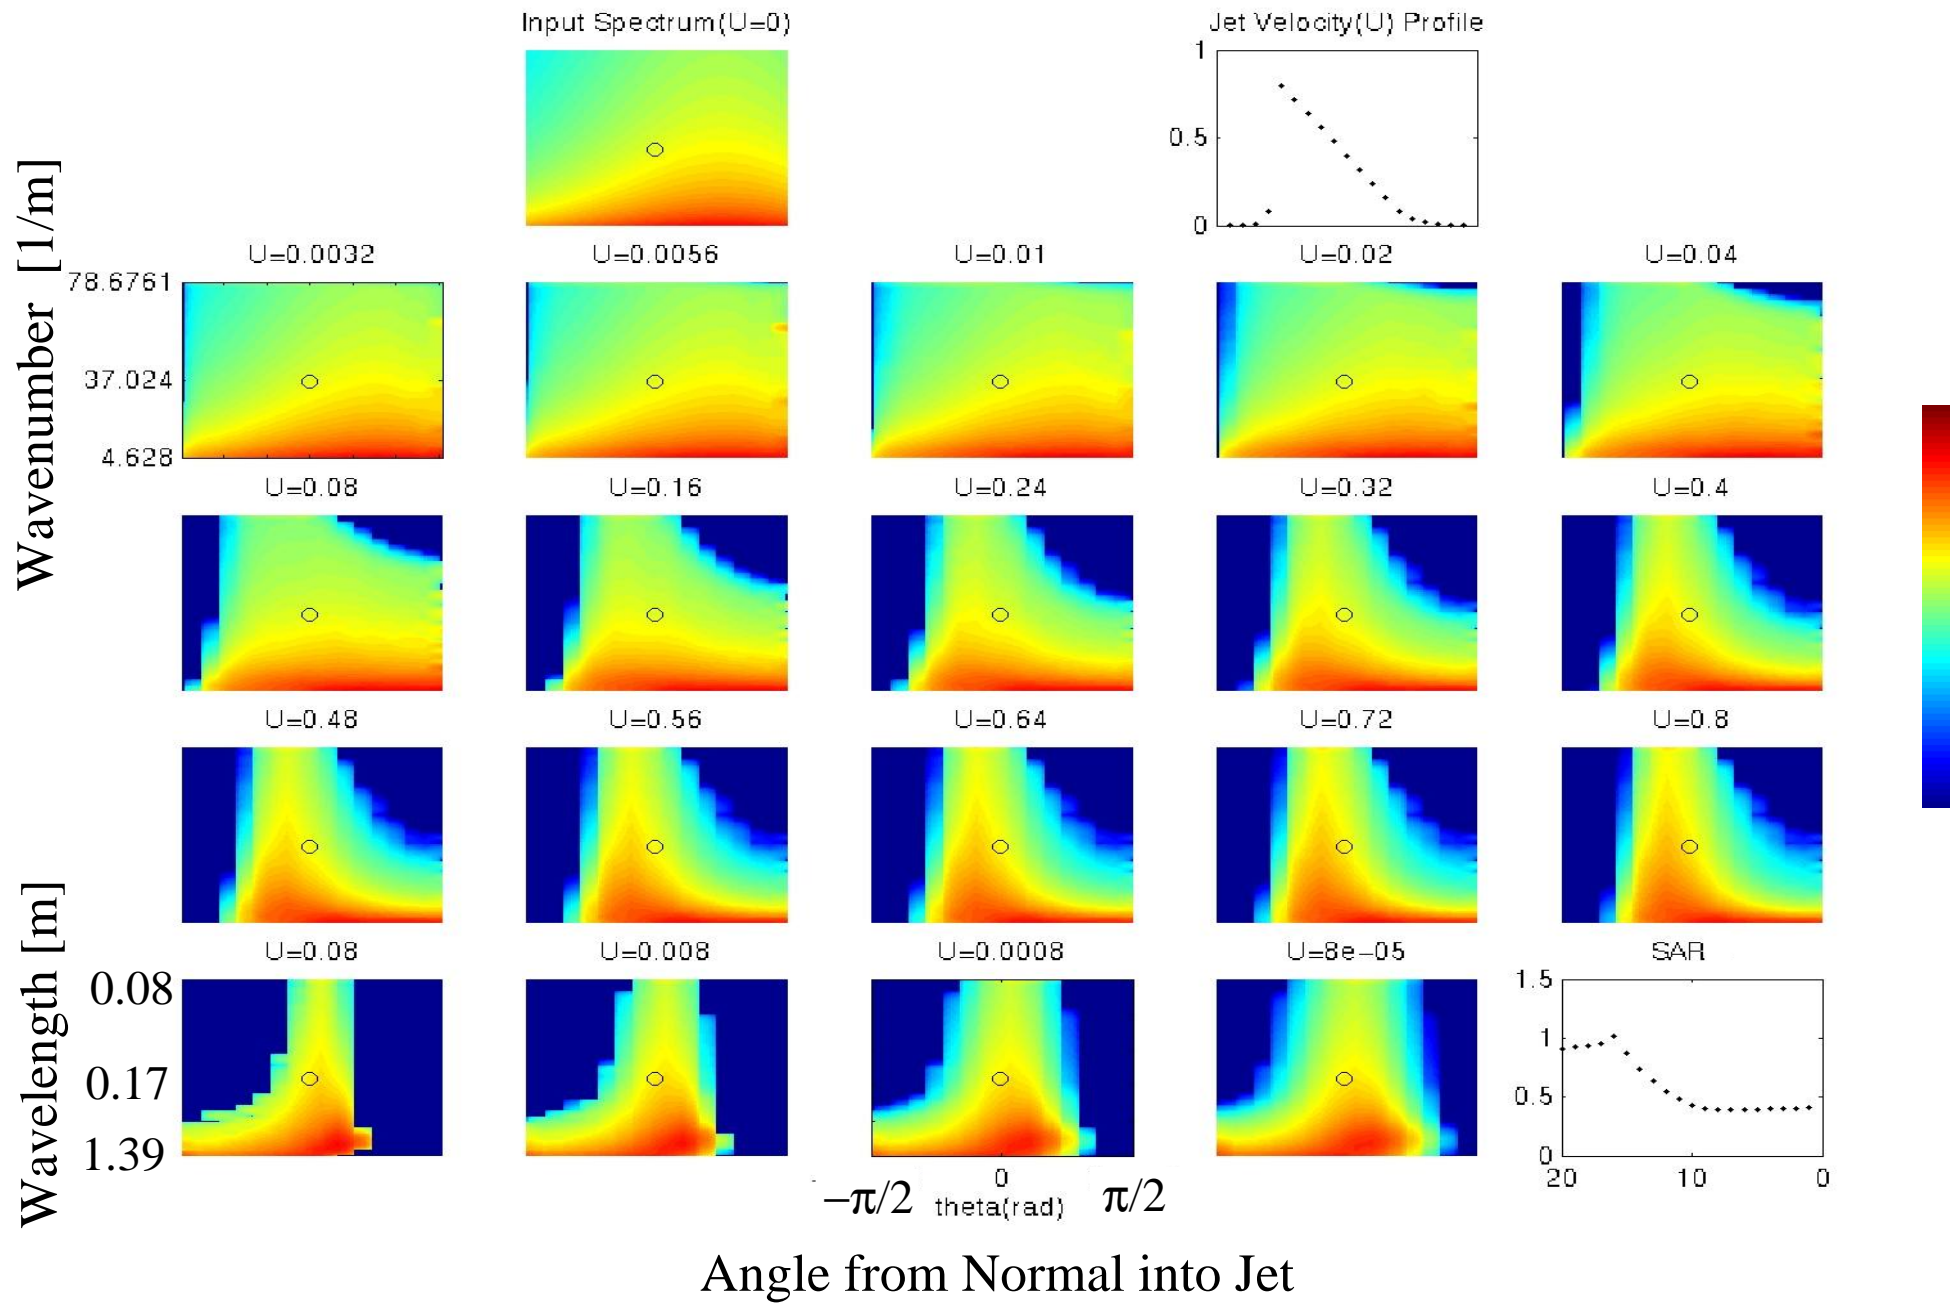 Input Spectrum(U=0)
Jet Velocity(U) Profile
1
0.5
0
Wavenumber [1/m]
U=0.0032
U=0.0056
U=0.01
U=0.02
U=0.04
78.6761
37.024
4.628
U=0.08
U=0.16
U=0.24
U=0.32
U=0.4
U=0.48
U=0.56
U=0.64
U=0.72
U=0.8
Wavelength [m]
U=0.08
U=0.008
U=0.0008
U=8e-05
SAR
0.08
0.17
1.39
1.5
1
0.5
0
20
10
0
−π/2
0
π/2
theta(rad)
Angle from Normal into Jet